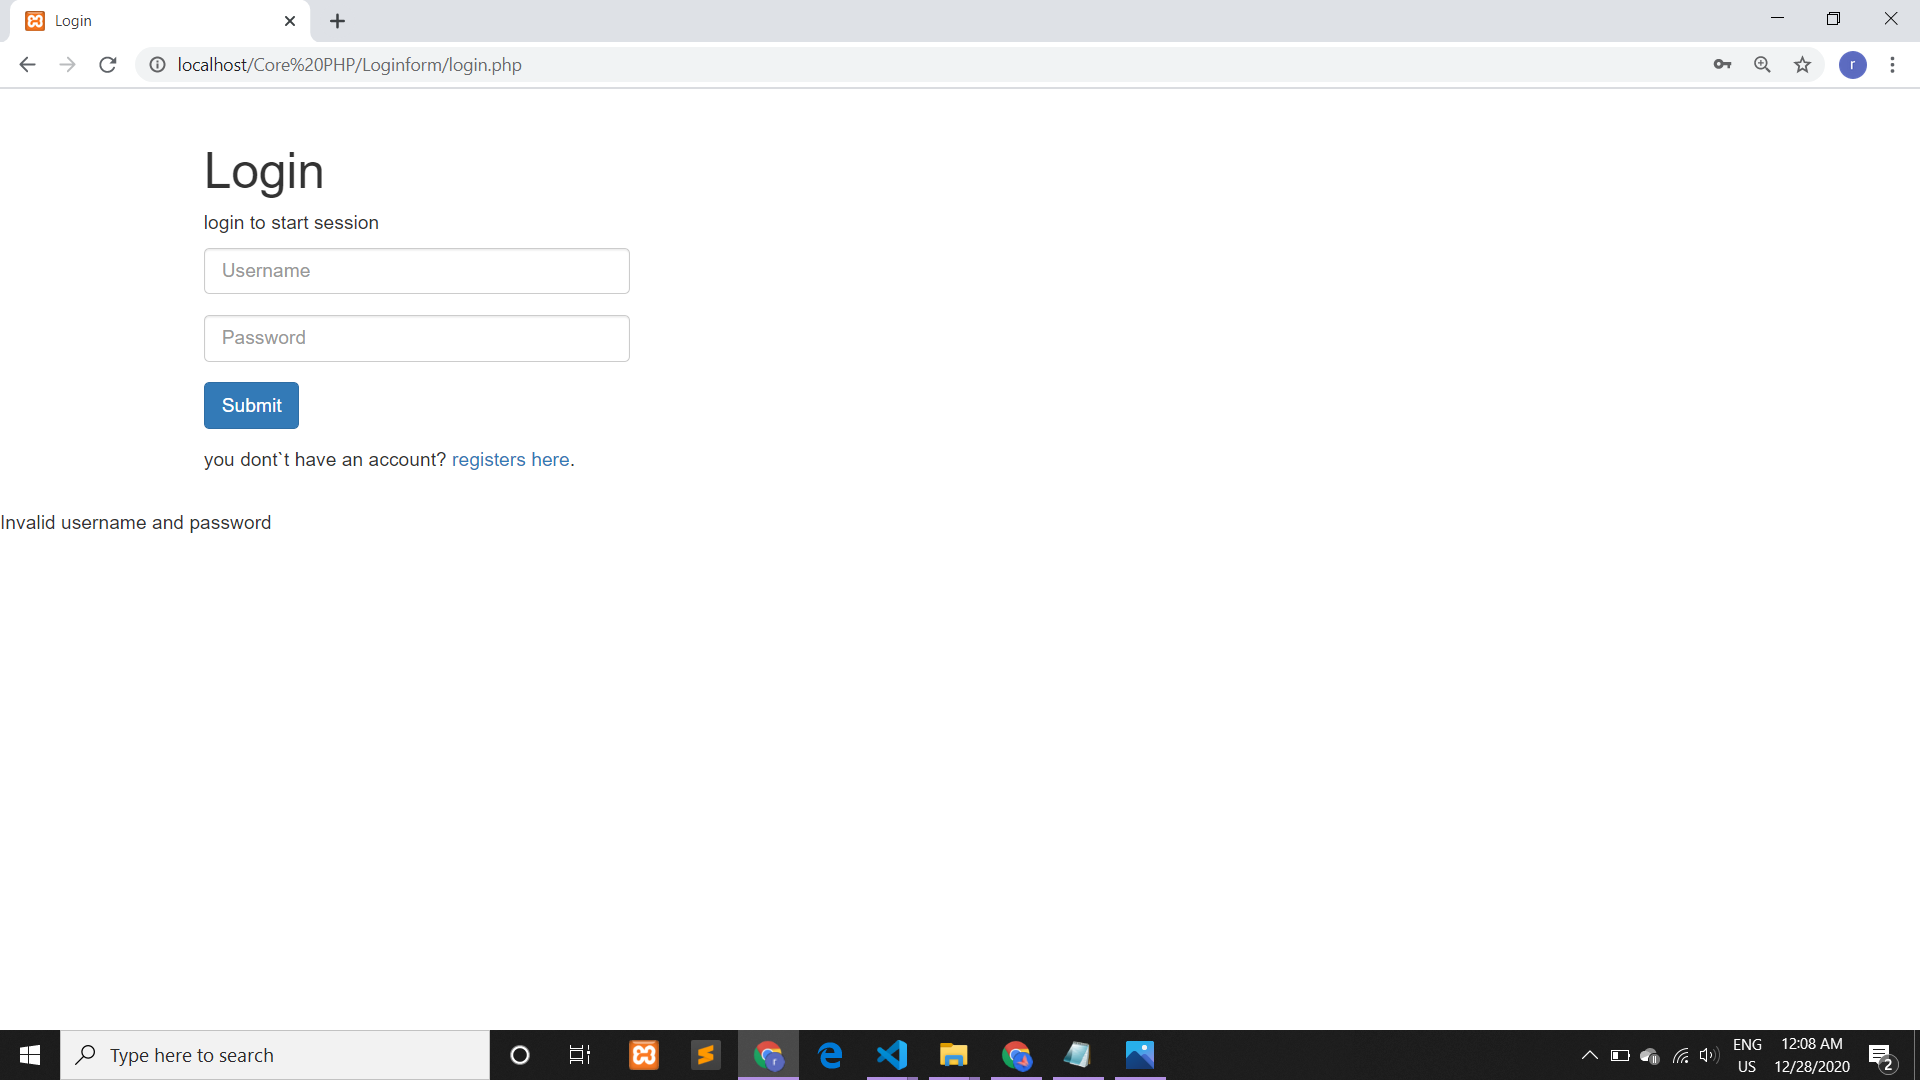 Login
localhost/Core%20PHP/Loginform/login.php
r
Login
login to start session
Username
Password
Submit
you dont`t have an account? registers here.
Invalid username and password
Type here to search
r
ENG
US
12:08 AM
12/28/2020
2